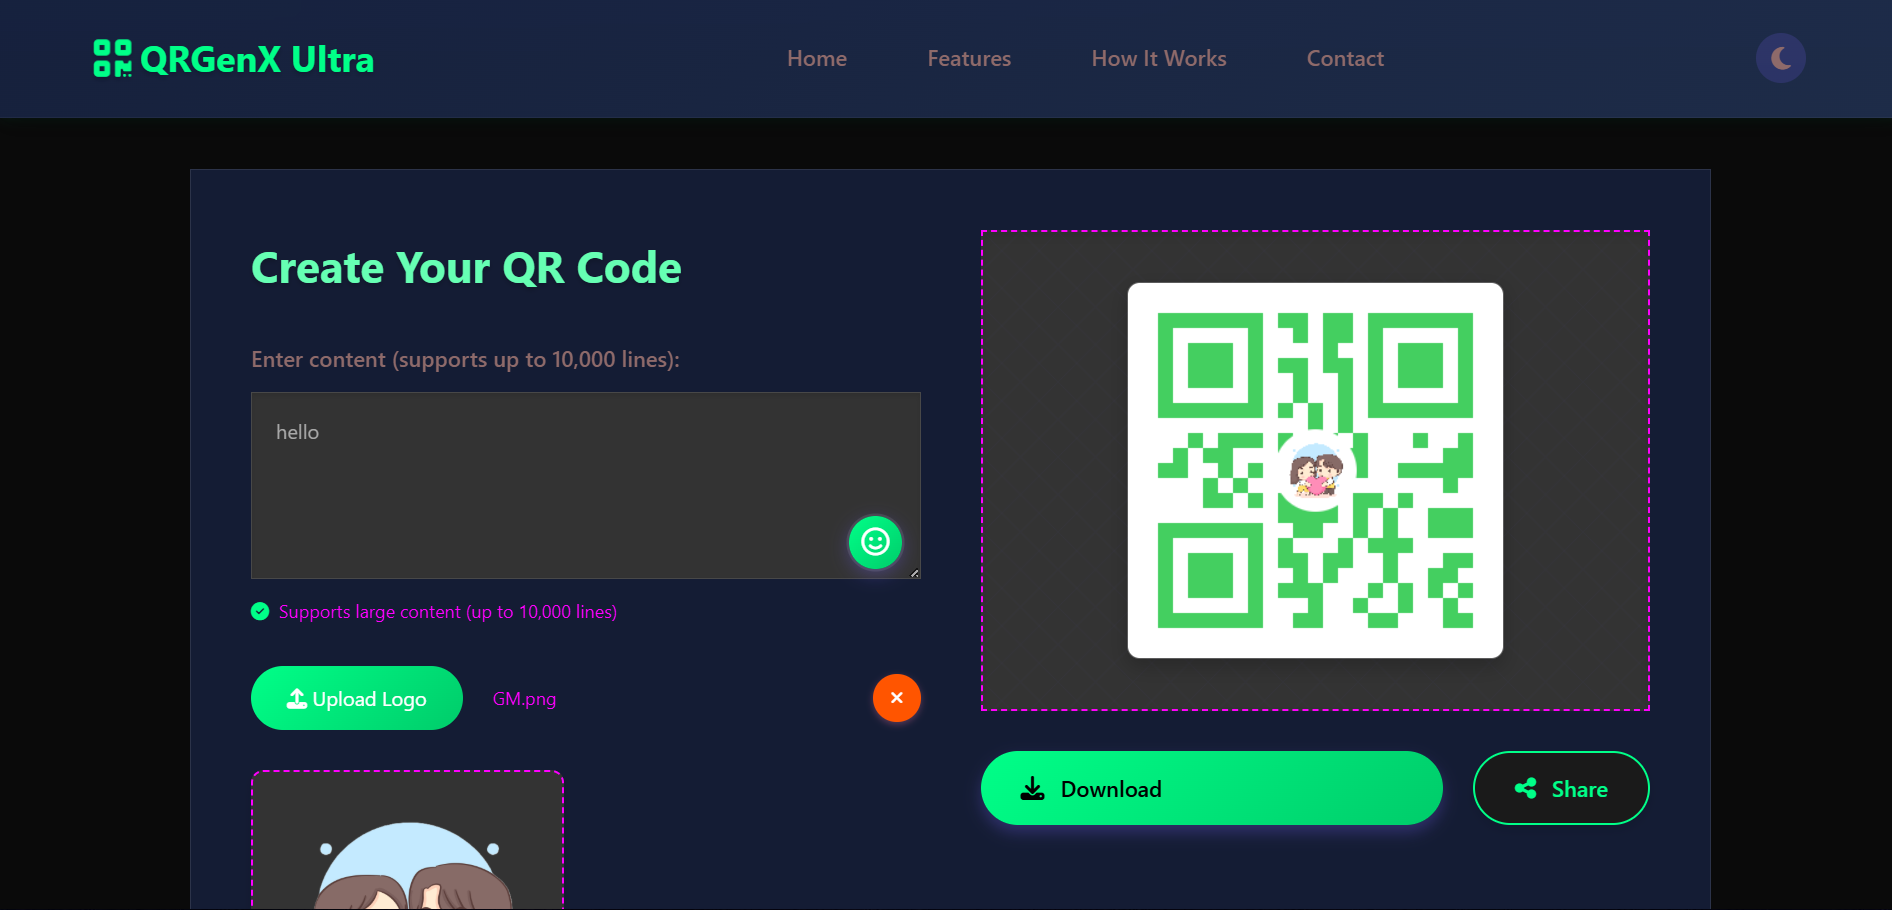 QRGenX Ultra
Home
Features
How It Works
Contact
Create Your QR Code
Enter content (supports up to 10,000 lines):
hello
Supports large content (up to 10,000 lines)
Upload Logo
GM.png
Download
Share